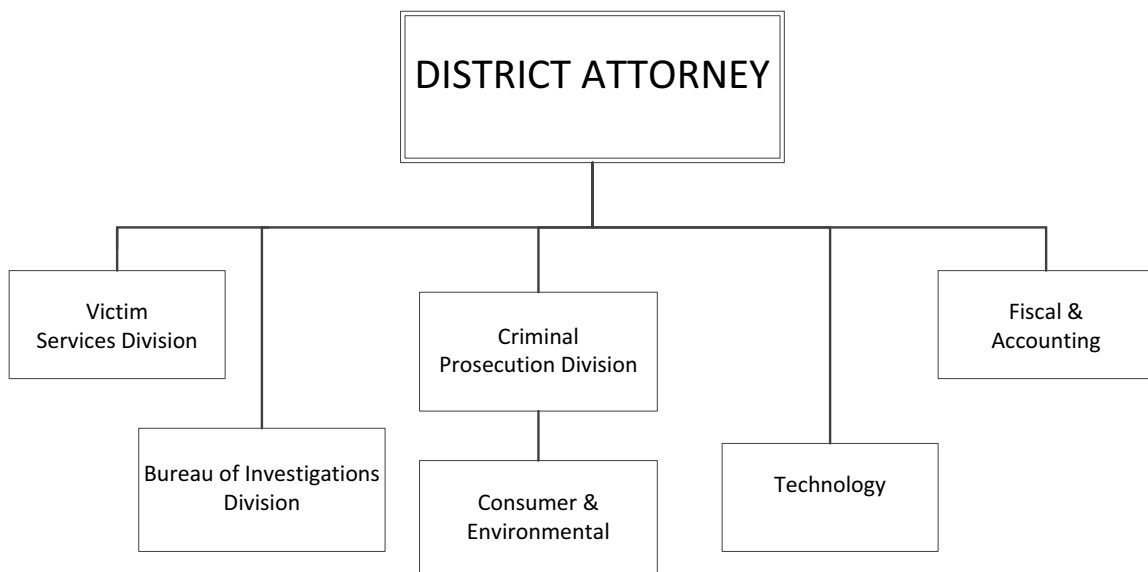 DISTRICT ATTORNEY
Victim
Services Division
Criminal
Prosecution Division
Fiscal &
Accounting
Bureau of Investigations
Division
Consumer &
Environmental
Technology